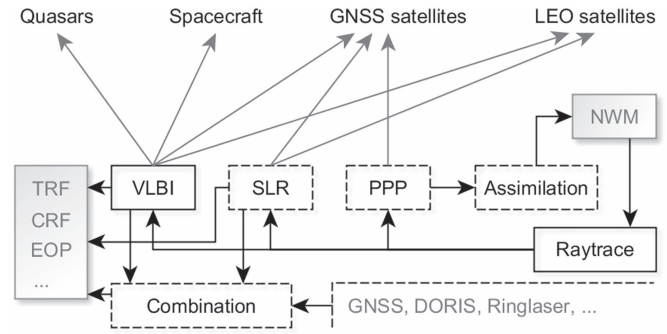 Quasars
Spacecraft
GNSS satellites
LEO satellites
NWM
TRF
CRF
EOP
...
VLBI
SLR
PPP
Assimilation
Raytrace
Combination
GNSS, DORIS, Ringlaser, ...